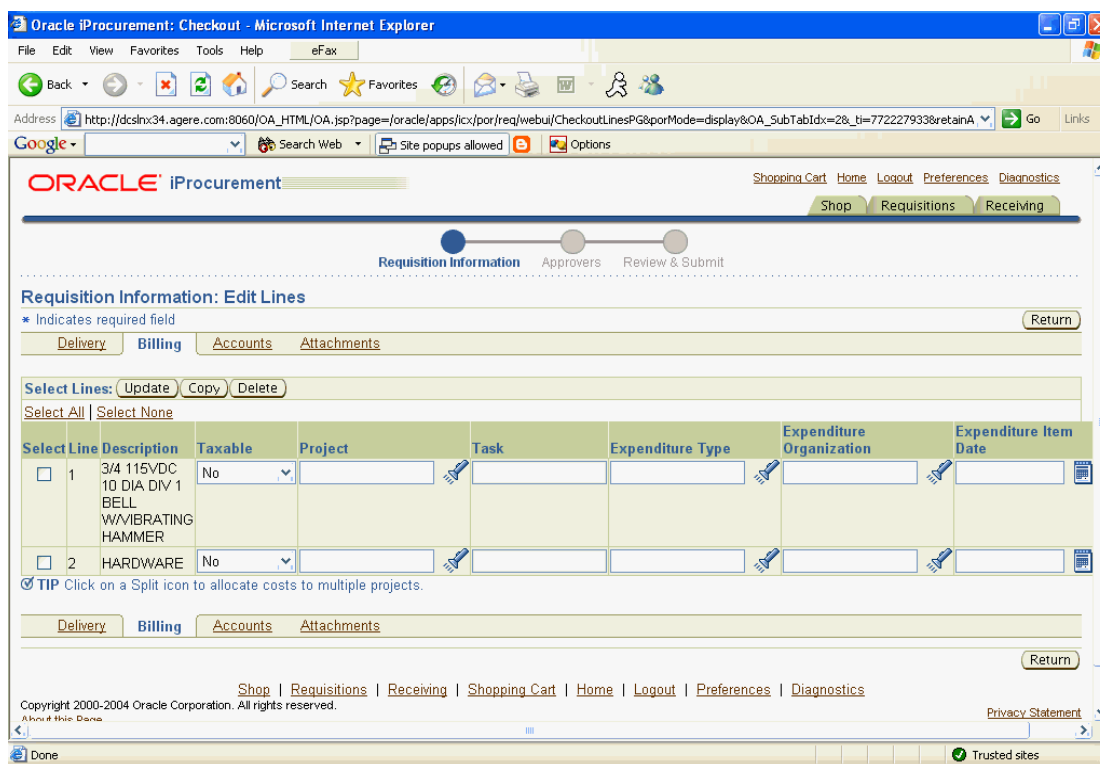 Oracle iProcurement: Checkout - Microsoft Internet Explorer
File Edit View Favorites Tools Help eFax
Back Search Favorites
Address http://dcslnx34.agere.com:8060/OA_HTML/OA.jsp?page=/oracle/apps/icx/por/req/webui/CheckoutLinesPG&porMode=display&OA_SubTabIdx=2&_ti=772227933&retainA Go Links
Google Search Web Site popups allowed Options
ORACLE iProcurement
Shopping Cart Home Logout Preferences Diagnostics
Shop Requisitions Receiving
Requisition Information Approvers Review & Submit
Requisition Information: Edit Lines
* Indicates required field Return
Delivery Billing Accounts Attachments
Select Lines: Update Copy Delete
Select All | Select None
Select Line Description Taxable Project Task Expenditure Type Expenditure Organization Expenditure Item Date
1 3/4 115VDC No
10 DIA DIV 1
BELL
W/VIBRATING
HAMMER
2 HARDWARE No
TIP Click on a Split icon to allocate costs to multiple projects.
Delivery Billing Accounts Attachments
Return
Shop | Requisitions | Receiving | Shopping Cart | Home | Logout | Preferences | Diagnostics
Copyright 2000-2004 Oracle Corporation. All rights reserved.
About this Page Privacy Statement
Done Trusted sites